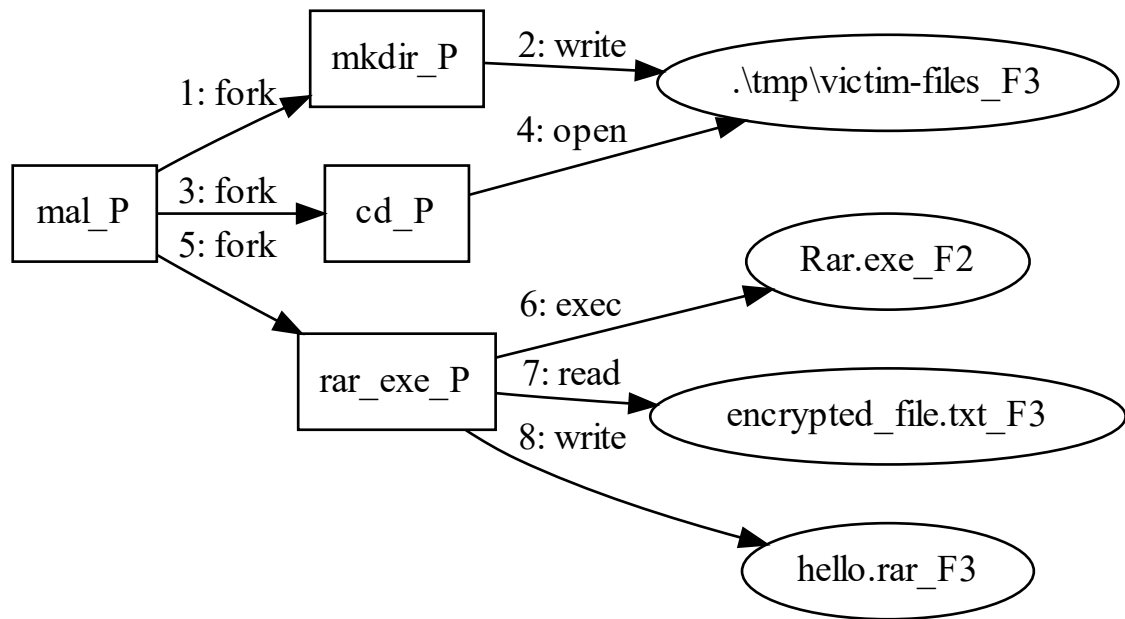 mkdir_P
2: write
.\tmp\victim-files_F3
1: fork
4: open
mal_P
3: fork
cd_P
5: fork
Rar.exe_F2
6: exec
rar_exe_P
7: read
encrypted_file.txt_F3
8: write
hello.rar_F3